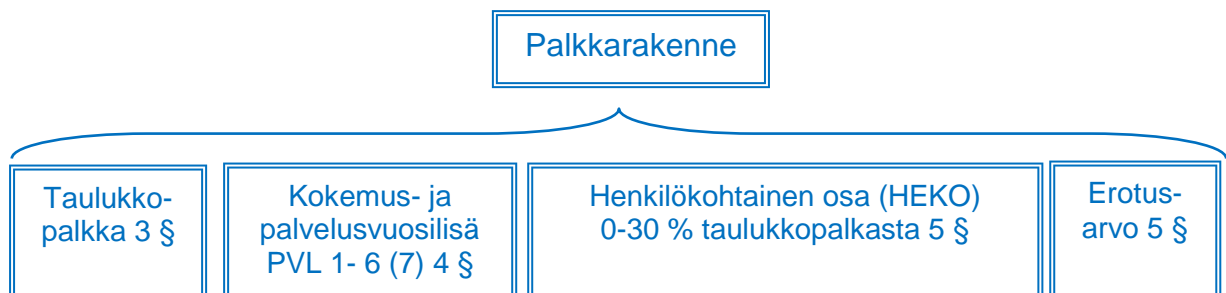 Palkkarakenne
Taulukko-
palkka 3 §
Kokemus- ja
palvelusvuosilisä
PVL 1- 6 (7) 4 §
Henkilökohtainen osa (HEKO)
0-30 % taulukkopalkasta 5 §
Erotus-
arvo 5 §